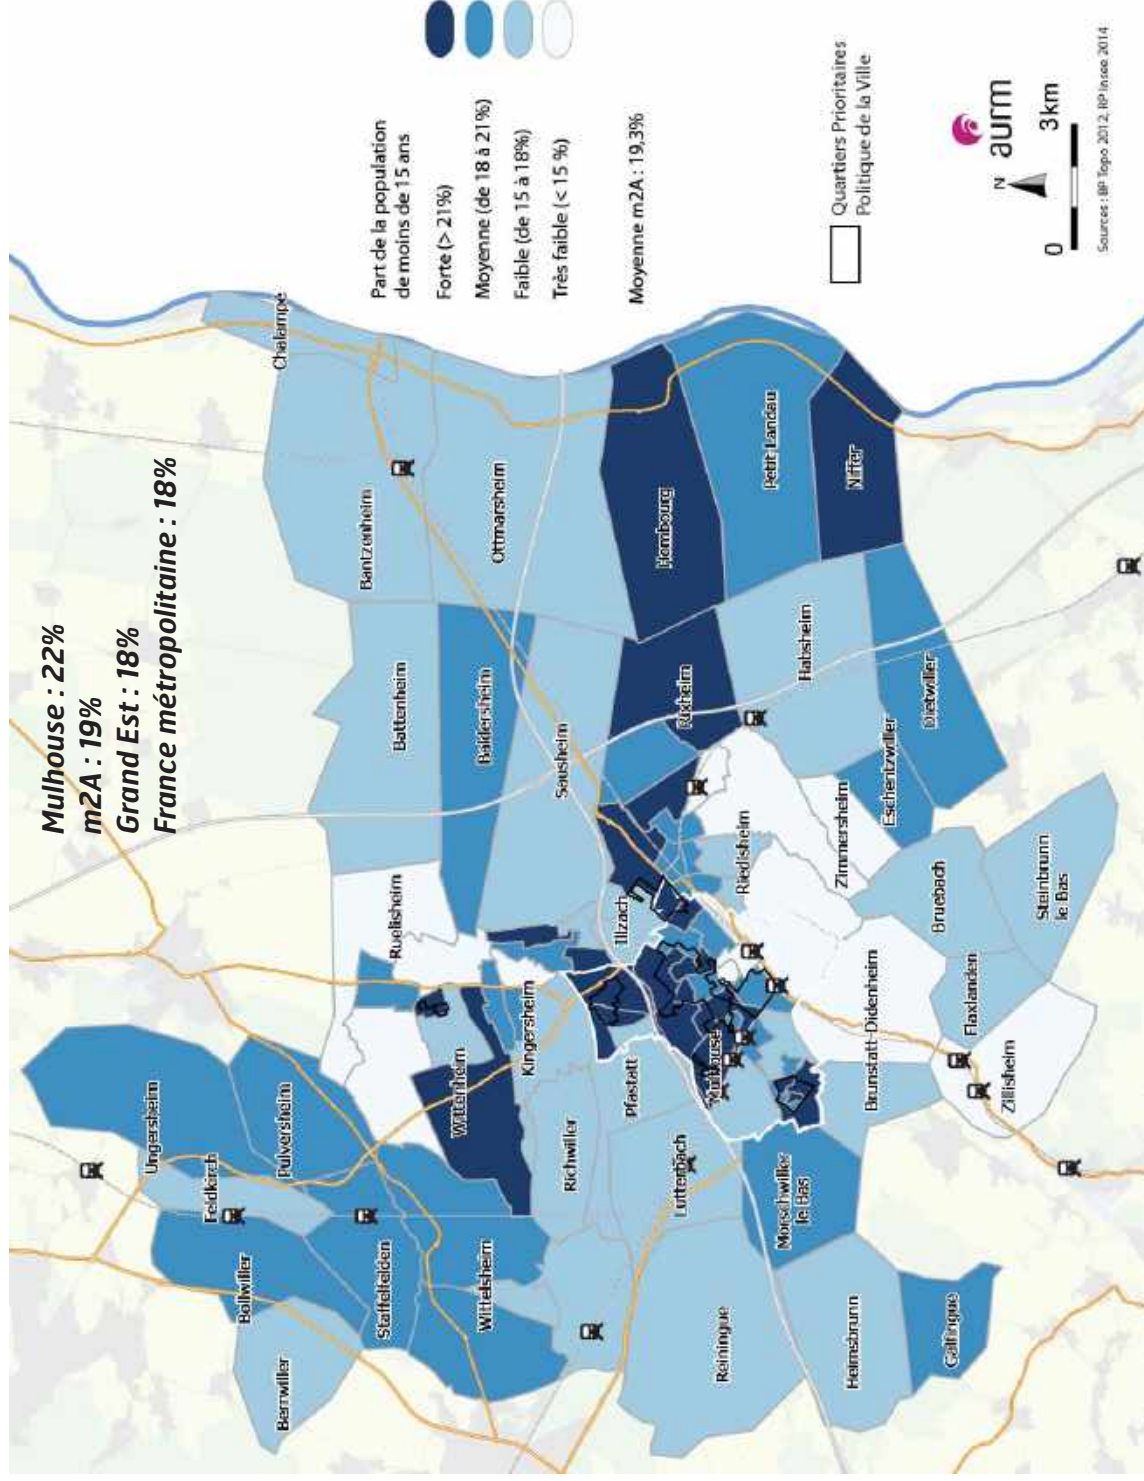 Mulhouse : 22%
m2A : 19%
Grand Est : 18%
France métropolitaine : 18%
Part de la population
de moins de 15 ans
Forte (> 21%)
Moyenne (de 18 à 21%)
Faible (de 15 à 18%)
Très faible (< 15 %)
Moyenne m2A : 19,3%
Quartiers Prioritaires
Politique de la Ville
N
aurm
0
3km
Sources : BP Topo 2012, RP Insee 2014
Chalampé
Bantzenheim
Ottmarsheim
Hombourg
Petit-Landau
Niffer
Battenheim
Baldersheim
Sausheim
Rixheim
Habsheim
Dietwiller
Eschentzwiller
Zimmersheim
Riedisheim
Illzach
Ruelisheim
Bruebach
Steinbrunn
le Bas
Flaxlanden
Brunstatt-Didenheim
Zillisheim
Kingersheim
Wittenheim
Pfastatt
Mulhouse
Richwiller
Lutterbach
Morschwiller
le Bas
Ungersheim
Feldkirch
Pulversheim
Bollwiller
Staffelfelden
Wittelsheim
Berrwiller
Reiningue
Heimsbrunn
Galfingue